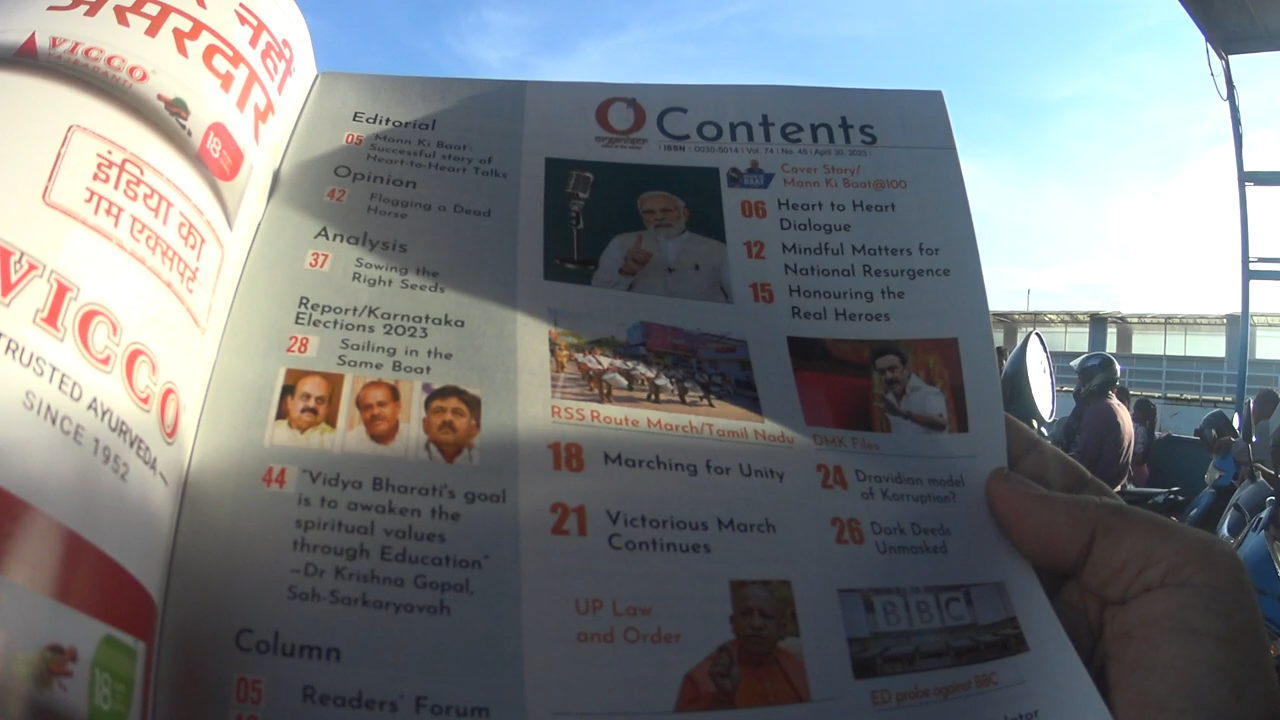 नहीं
असरदार
VICCO
18
इंडिया का
गम एक्सपर्ट
VICCO
TRUSTED AYURVEDA
SINCE 1952
18
Editorial
05 'Mann Ki Baat':
Successful story of
Heart-to-Heart Talks
Opinion
42 Flogging a Dead
Horse
Analysis
37 Sowing the
Right Seeds
Report/Karnataka
Elections 2023
28 Sailing in the
Same Boat
44 "Vidya Bharati's goal
is to awaken the
spiritual values
through Education"
–Dr Krishna Gopal,
Sah-Sarkaryavah
Column
05 Readers' Forum
organiser
Contents
| ISSN : 0030-5014 | Vol. 74 | No. 45 | April 30, 2023 |
Cover Story/
Mann Ki Baat@100
06 Heart to Heart
Dialogue
12 Mindful Matters for
National Resurgence
15 Honouring the
Real Heroes
RSS Route March/Tamil Nadu
18 Marching for Unity
21 Victorious March
Continues
DMK Files
24 Dravidian model
of Korruption?
26 Dark Deeds
Unmasked
UP Law
and Order
BBC
ED probe against BBC